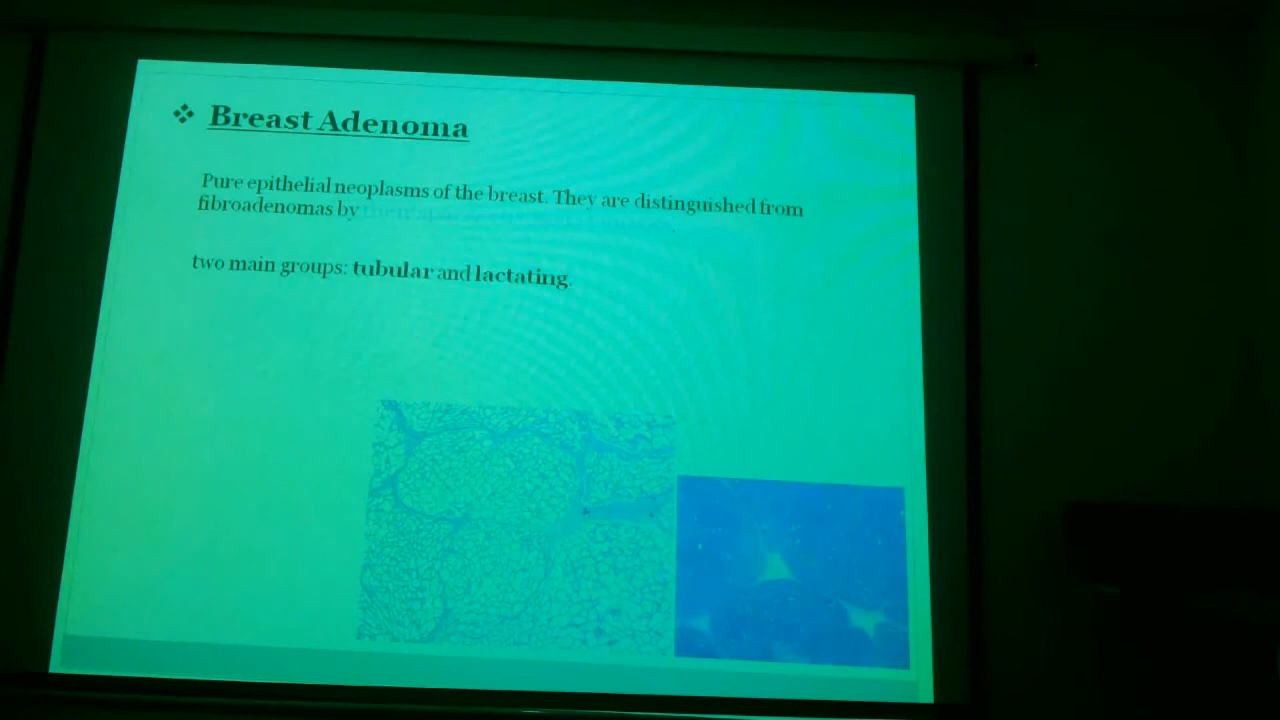 Breast Adenoma
Pure epithelial neoplasms of the breast. They are distinguished from
fibroadenomas by
two main groups: tubular and lactating.